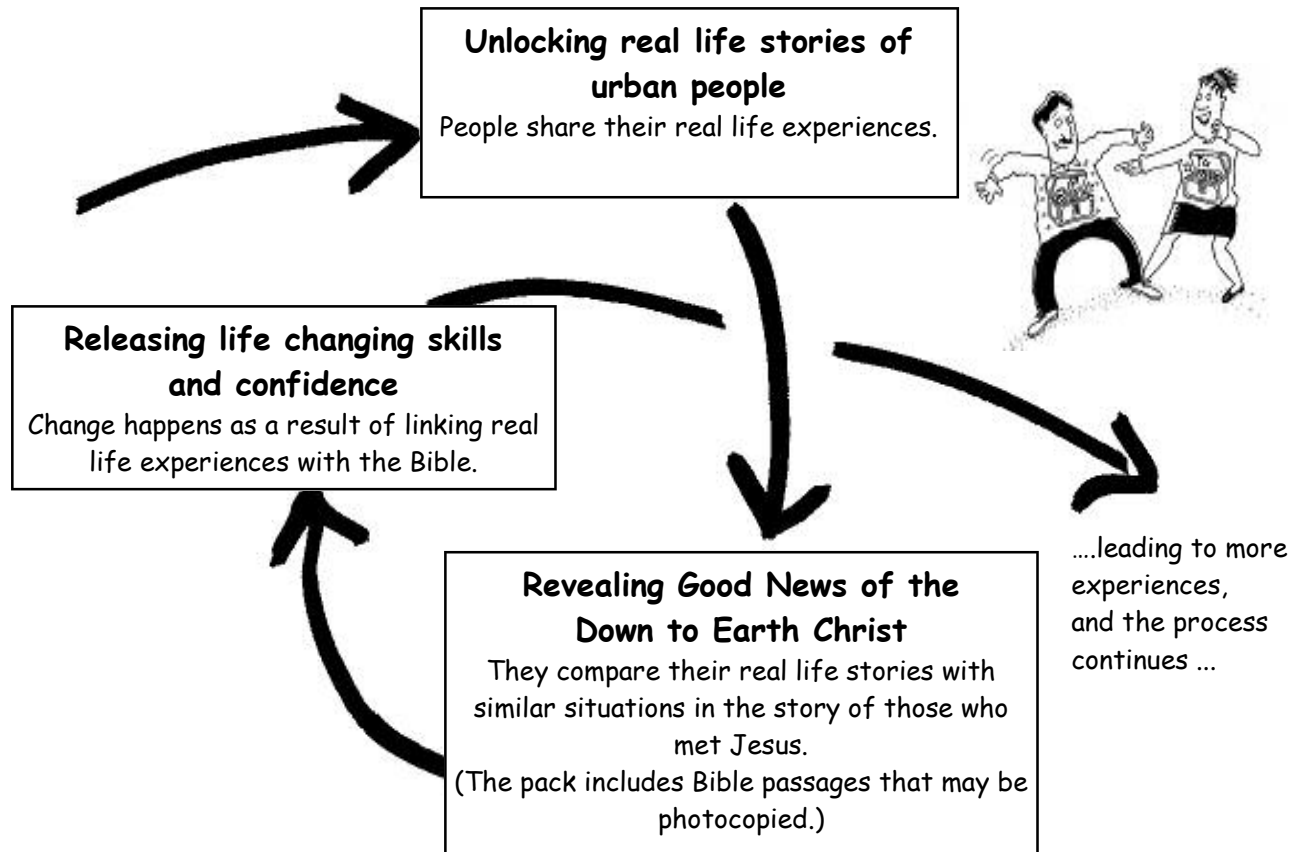 Unlocking real life stories of
urban people
People share their real life experiences.
Releasing life changing skills
and confidence
Change happens as a result of linking real
life experiences with the Bible.
Revealing Good News of the
Down to Earth Christ
They compare their real life stories with
similar situations in the story of those who
met Jesus.
(The pack includes Bible passages that may be
photocopied.)
....leading to more
experiences,
and the process
continues ...